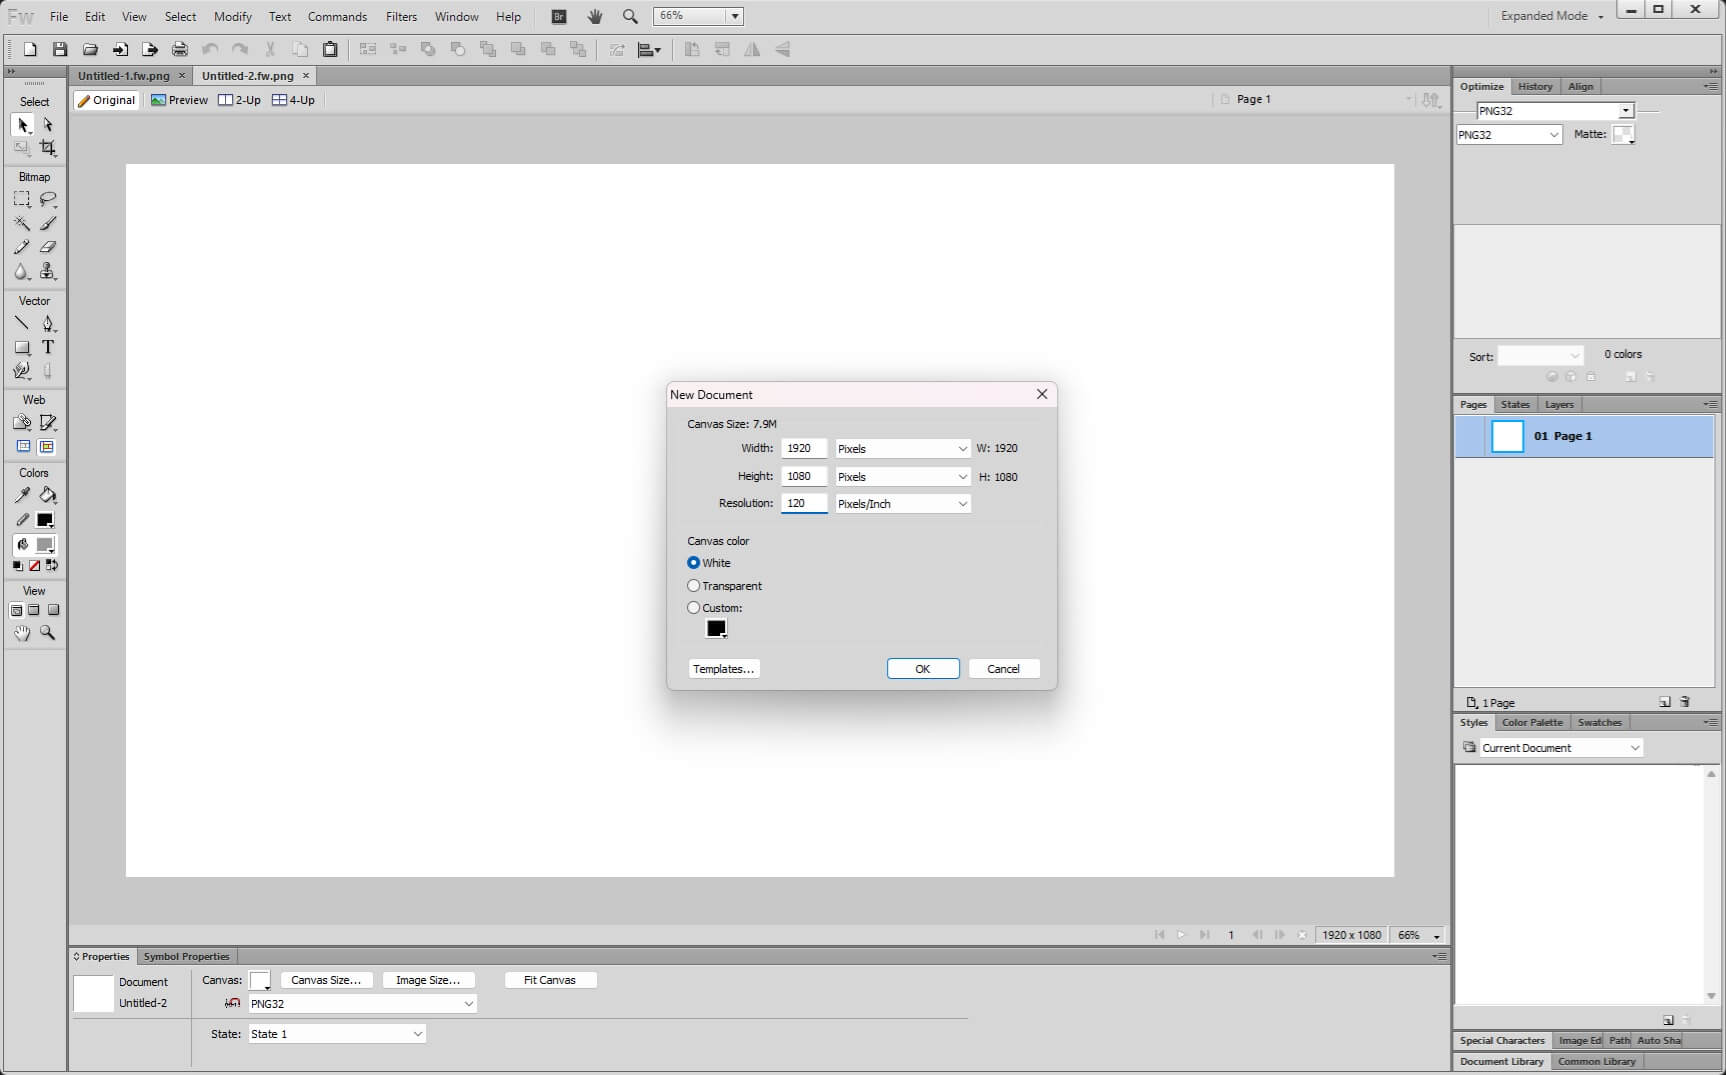 Fw File Edit View Select Modify Text Commands Filters Window Help Br 66% Expanded Mode
Untitled-1.fw.png × Untitled-2.fw.png ×
Original Preview 2-Up 4-Up Page 1
Select
Bitmap
Vector
T
Web
Colors
View
New Document
Canvas Size: 7.9M
Width: 1920 Pixels W: 1920
Height: 1080 Pixels H: 1080
Resolution: 120 Pixels/Inch
Canvas color
White
Transparent
Custom:
Templates... OK Cancel
1 1920 x 1080 66%
Properties Symbol Properties
Document
Untitled-2
Canvas: Canvas Size... Image Size... Fit Canvas
PNG32
State: State 1
Optimize History Align
PNG32
PNG32 Matte:
Sort: 0 colors
Pages States Layers
01 Page 1
1 Page
Styles Color Palette Swatches
Current Document
Special Characters Image Ed Path Auto Sha
Document Library Common Library